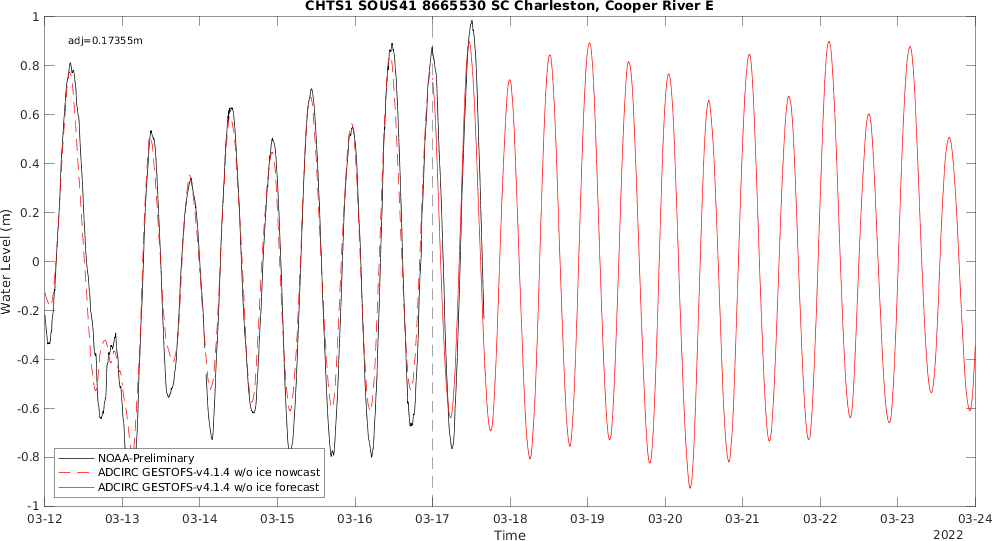 CHTS1 SOUS41 8665530 SC Charleston, Cooper River E
adj=0.17355m
1
0.8
0.6
0.4
0.2
0
-0.2
-0.4
-0.6
-0.8
-1
Water Level (m)
NOAA-Preliminary
ADCIRC GESTOFS-v4.1.4 w/o ice nowcast
ADCIRC GESTOFS-v4.1.4 w/o ice forecast
03-12 03-13 03-14 03-15 03-16 03-17 03-18 03-19 03-20 03-21 03-22 03-23 03-24
Time
2022